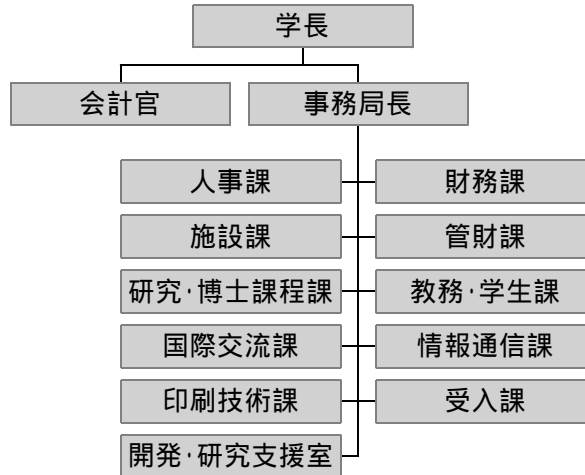 学長
会計官
事務局長
人事課
財務課
施設課
管財課
研究・博士課程課
教務・学生課
国際交流課
情報通信課
印刷技術課
受入課
開発・研究支援室